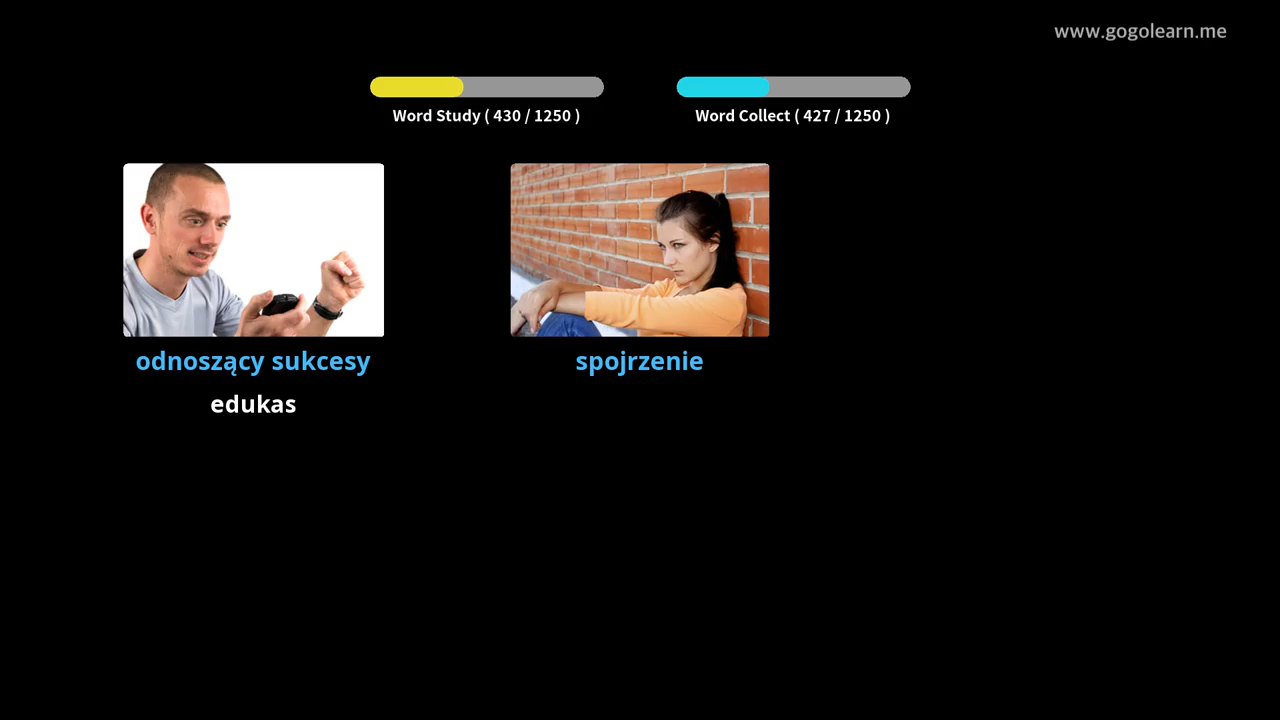 www.gogolearn.me
Word Study ( 430 / 1250 )
Word Collect ( 427 / 1250 )
odnoszący sukcesy
spojrzenie
edukas